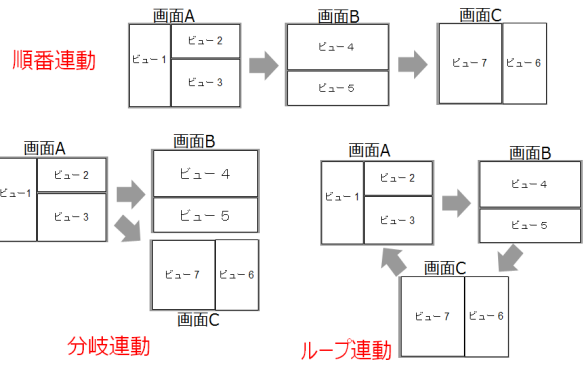 画面A
画面B
画面C
順番連動
ビュー1
ビュー2
ビュー3
ビュー4
ビュー5
ビュー7
ビュー6
画面A
画面B
ビュー1
ビュー2
ビュー3
ビュー4
ビュー5
ビュー7
ビュー6
画面C
分岐連動
画面A
画面B
ビュー1
ビュー2
ビュー3
ビュー4
ビュー5
画面C
ビュー7
ビュー6
ループ連動